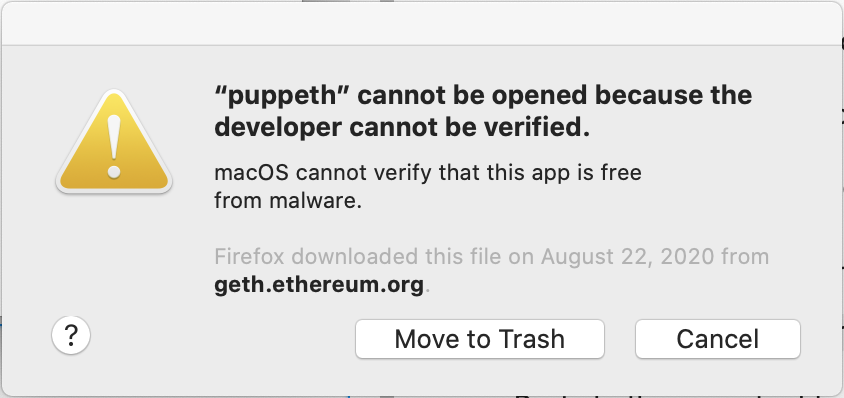 “puppeth” cannot be opened because the
developer cannot be verified.
macOS cannot verify that this app is free
from malware.
Firefox downloaded this file on August 22, 2020 from
geth.ethereum.org.
?
Move to Trash
Cancel